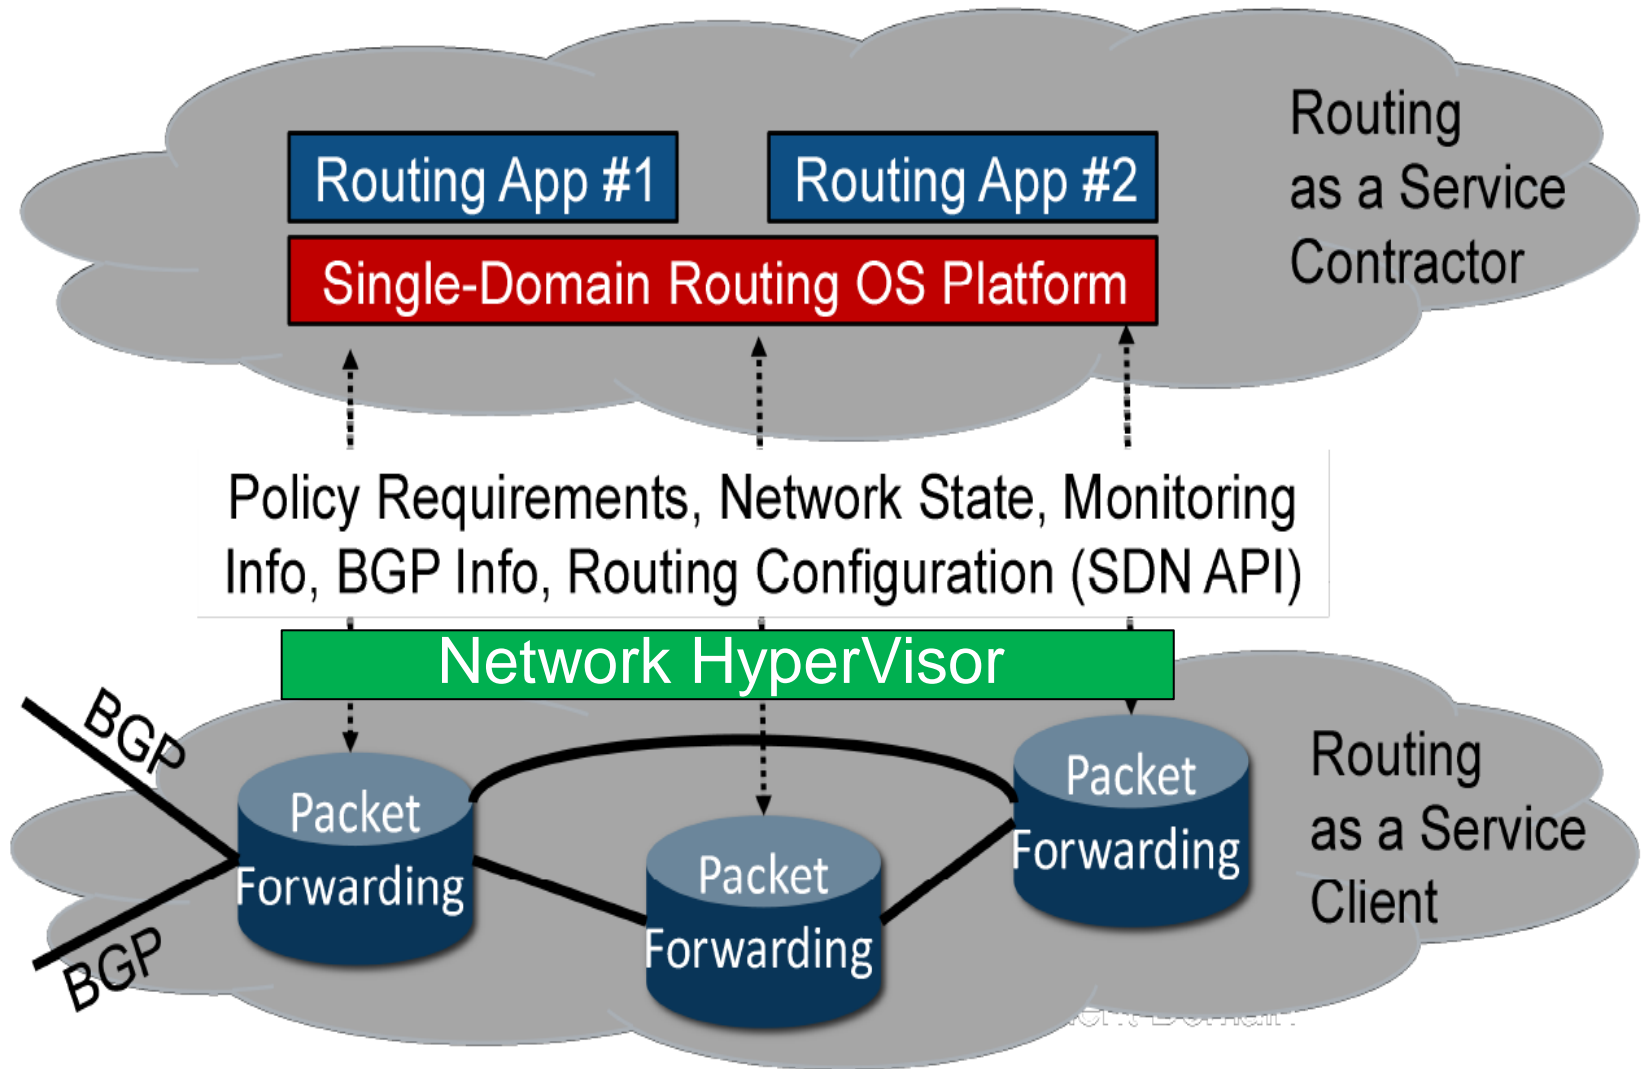 Routing
as a Service
Contractor
Routing App #1
Routing App #2
Single-Domain Routing OS Platform
Policy Requirements, Network State, Monitoring
Info, BGP Info, Routing Configuration (SDN API)
Network HyperVisor
BGP
BGP
Packet
Forwarding
Packet
Forwarding
Packet
Forwarding
Routing
as a Service
Client
Domain